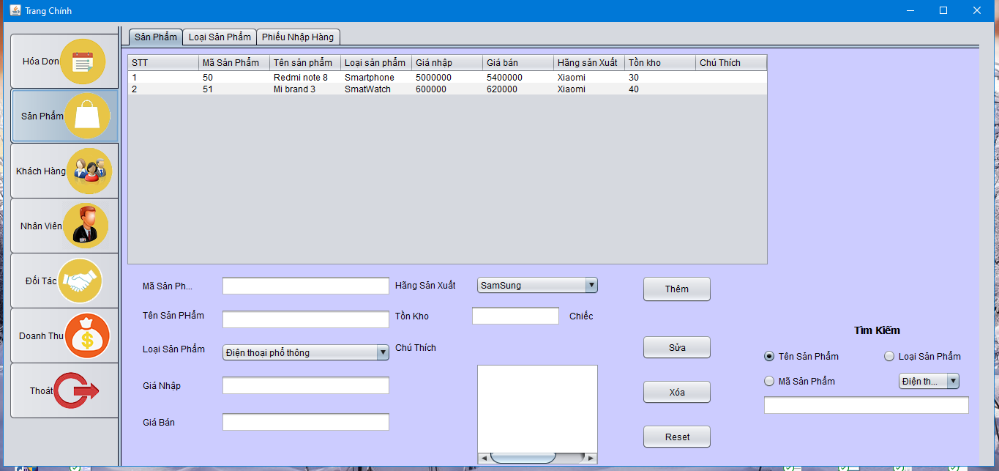 Trang Chính
Hóa Dơn
Sản Phẩm
Khách Hàng
Nhân Viên
Đối Tác
Doanh Thu
Thoát
Sản Phẩm Loại Sản Phẩm Phiếu Nhập Hàng
STT Mã Sản Phẩm Tên sản phẩm Loại sản phẩm Giá nhập Giá bán Hãng sản Xuất Tồn kho Chú Thích
1 50 Redmi note 8 Smartphone 5000000 5400000 Xiaomi 30
2 51 Mi brand 3 SmatWatch 600000 620000 Xiaomi 40
Mã Sản Ph... Hãng Sản Xuất SamSung Thêm
Tên Sản PHẩm Tồn Kho Chiếc
Loại Sản Phẩm Điện thoại phổ thông Chú Thích Sửa
Giá Nhập Xóa
Giá Bán Reset
Tìm Kiếm
Tên Sản Phẩm Loại Sản Phẩm
Mã Sản Phẩm Điện th...